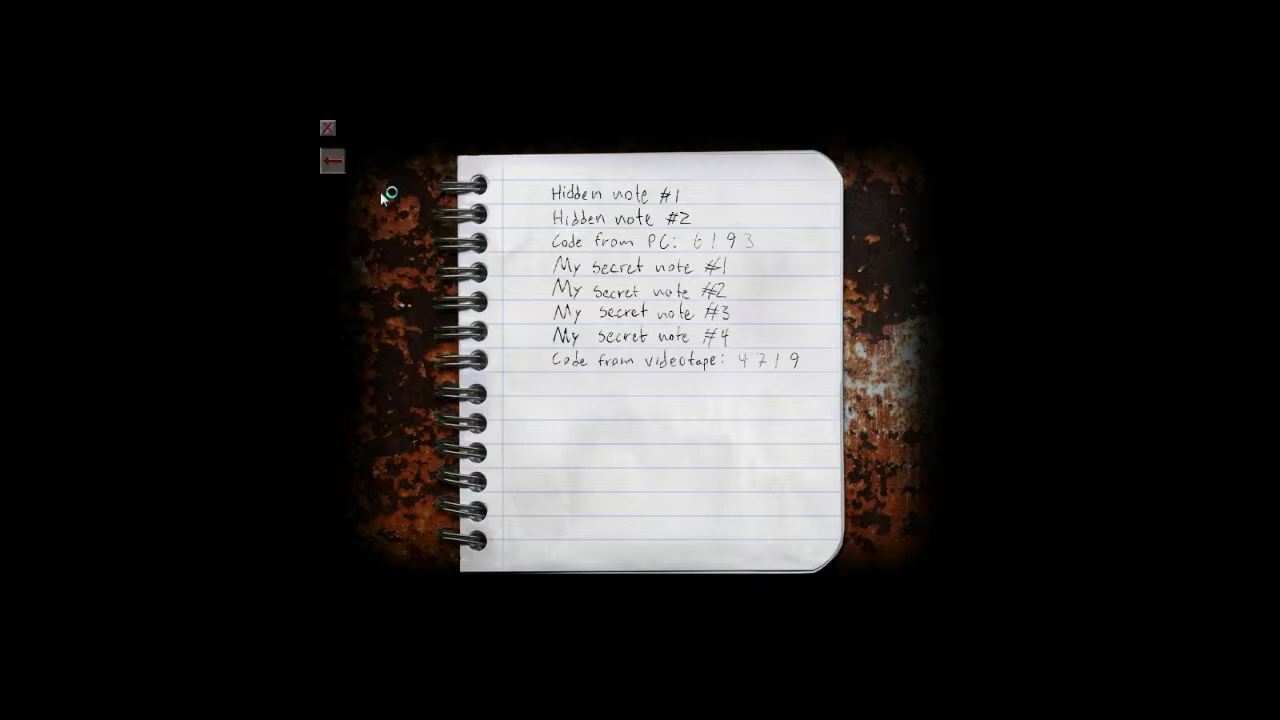 Hidden note #1
Hidden note #2
Code from PC: 6193
My secret note #1
My secret note #2
My secret note #3
My secret note #4
Code from videotape: 4719